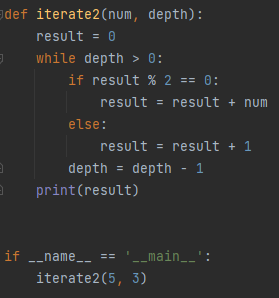 def iterate2(num, depth):
    result = 0
    while depth > 0:
        if result % 2 == 0:
            result = result + num
        else:
            result = result + 1
        depth = depth - 1
    print(result)
if __name__ == '__main__':
    iterate2(5, 3)